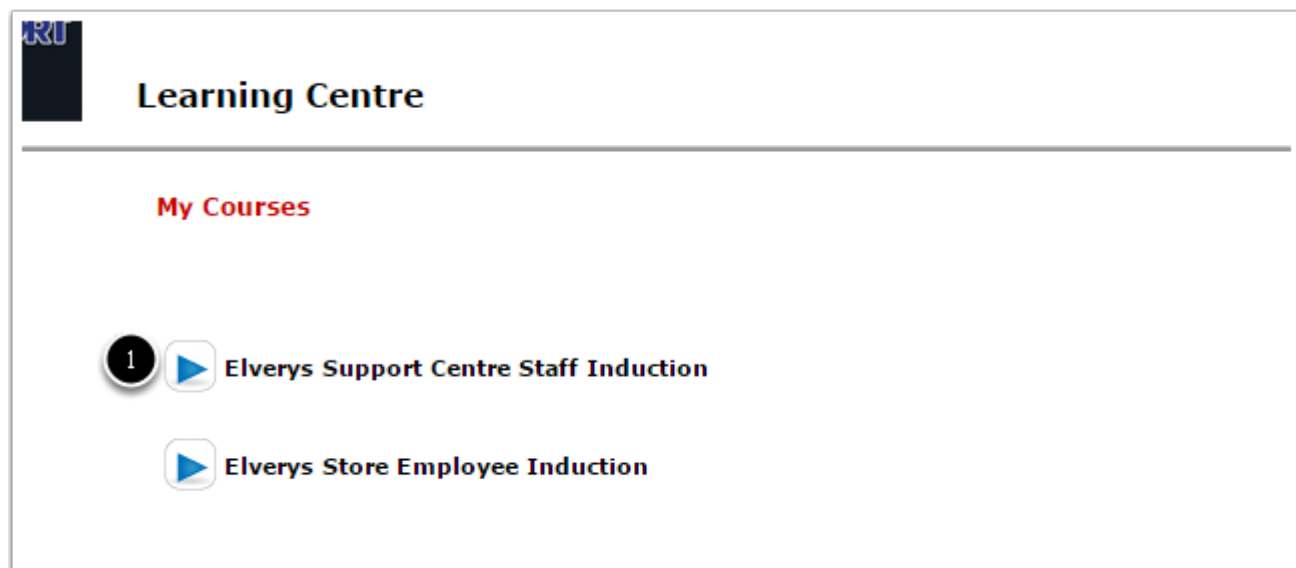 Learning Centre
My Courses
1
Elverys Support Centre Staff Induction
Elverys Store Employee Induction